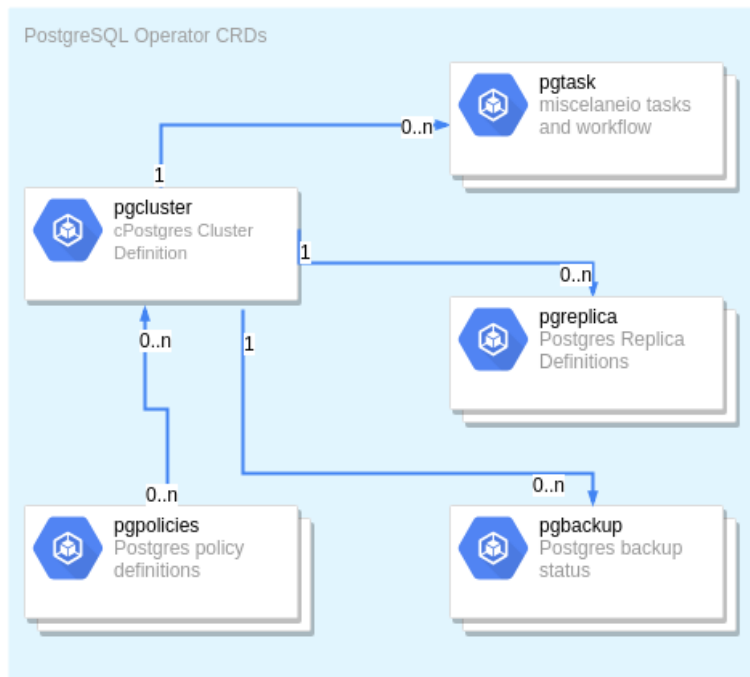 PostgreSQL Operator CRDs
pgtask
miscelaneio tasks
and workflow
0..n
1
pgcluster
cPostgres Cluster
Definition
1
0..n
pgreplica
Postgres Replica
Definitions
0..n
1
0..n
0..n
pgpolicies
Postgres policy
definitions
pgbackup
Postgres backup
status